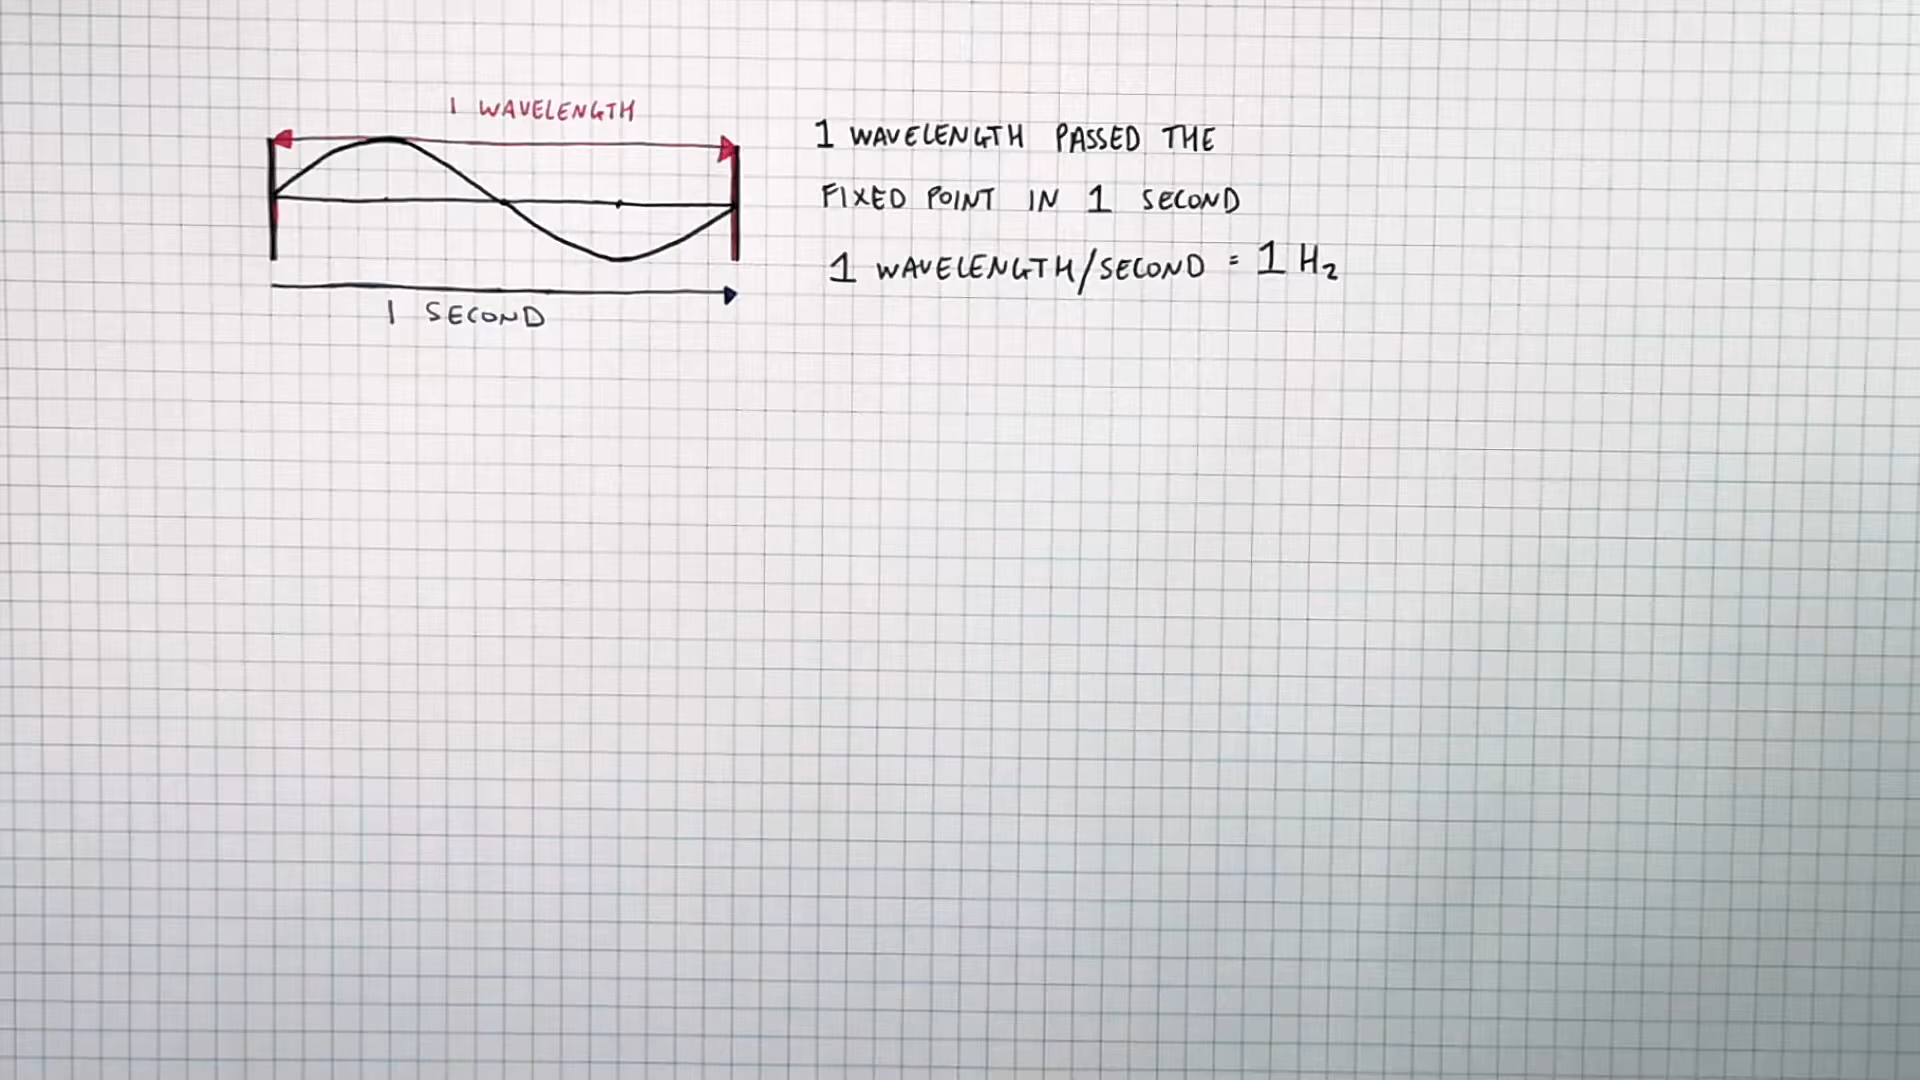 1 WAVELENGTH
1 WAVELENGTH PASSED THE
FIXED POINT IN 1 SECOND
1 WAVELENGTH/SECOND = 1 Hz
1 SECOND